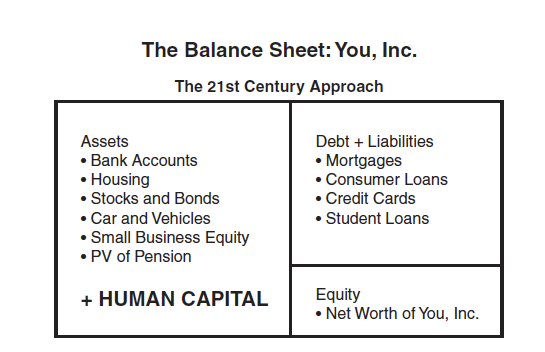 The Balance Sheet: You, Inc.
The 21st Century Approach
Assets
• Bank Accounts
• Housing
• Stocks and Bonds
• Car and Vehicles
• Small Business Equity
• PV of Pension
+ HUMAN CAPITAL
Debt + Liabilities
• Mortgages
• Consumer Loans
• Credit Cards
• Student Loans
Equity
• Net Worth of You, Inc.